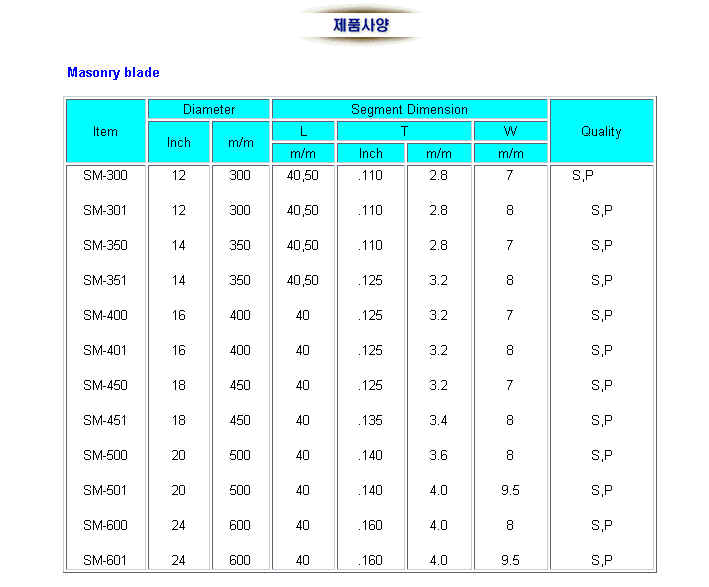 제품사양
Masonry blade
Item Diameter Segment Dimension Quality
Inch m/m L T W
m/m Inch m/m m/m
SM-300 12 300 40,50 .110 2.8 7 S,P
SM-301 12 300 40,50 .110 2.8 8 S,P
SM-350 14 350 40,50 .110 2.8 7 S,P
SM-351 14 350 40,50 .125 3.2 8 S,P
SM-400 16 400 40 .125 3.2 7 S,P
SM-401 16 400 40 .125 3.2 8 S,P
SM-450 18 450 40 .125 3.2 7 S,P
SM-451 18 450 40 .135 3.4 8 S,P
SM-500 20 500 40 .140 3.6 8 S,P
SM-501 20 500 40 .140 4.0 9.5 S,P
SM-600 24 600 40 .160 4.0 8 S,P
SM-601 24 600 40 .160 4.0 9.5 S,P